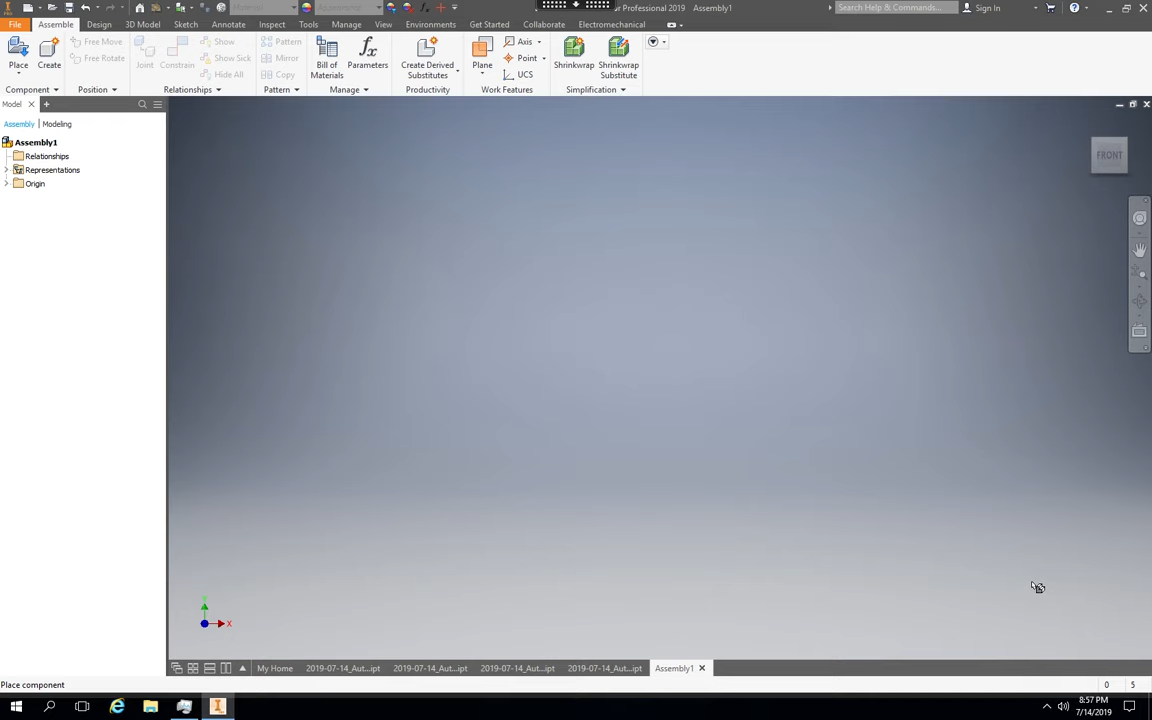 r Professional 2019 Assembly1
Material
Appearance
Search Help & Commands...
Sign In
File Assemble Design 3D Model Sketch Annotate Inspect Tools Manage View Environments Get Started Collaborate Electromechanical
Place
Create
Free Move
Free Rotate
Joint
Constrain
Show
Show Sick
Hide All
Pattern
Mirror
Copy
Bill of
Materials
Parameters
Create Derived
Substitutes
Plane
Axis
Point
UCS
Shrinkwrap
Shrinkwrap
Substitute
Component Position Relationships Pattern Manage Productivity Work Features Simplification
Model
Assembly Modeling
Assembly1
Relationships
Representations
Origin
FRONT
Y
X
My Home 2019-07-14_Aut...ipt 2019-07-14_Aut...ipt 2019-07-14_Aut...ipt 2019-07-14_Aut...ipt Assembly1
Place component 0 5
8:57 PM
7/14/2019